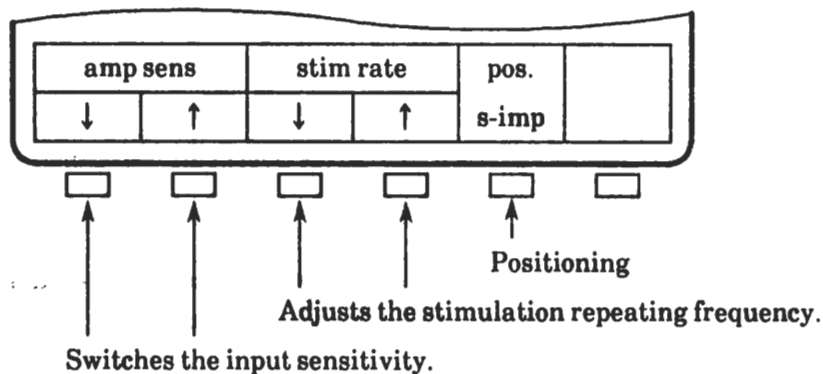 amp sens stim rate pos.
↓ ↑ ↓ ↑ s-imp
Positioning
Adjusts the stimulation repeating frequency.
Switches the input sensitivity.